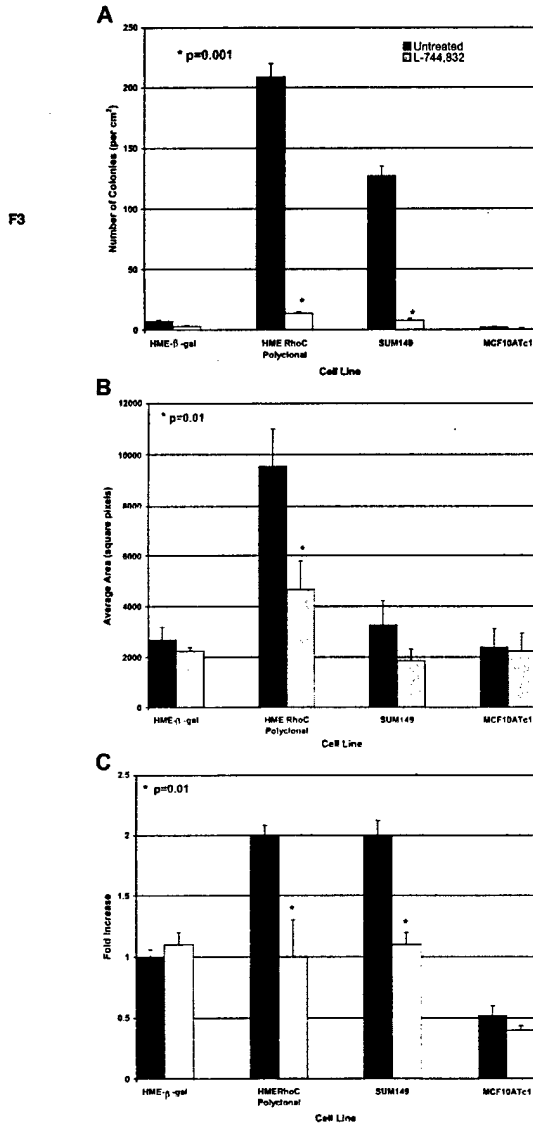 A
* p=0.001
Untreated
L-744,832
250
200
150
100
50
0
Number of Colonies (per cm²)
F3
*
*
HME-β-gal
HME RhoC Polyclonal
SUM149
MCF10ATc1
Cell Line
B
* p=0.01
12000
10000
8000
6000
4000
2000
0
Average Area (square pixels)
*
HME-β-gal
HME RhoC Polyclonal
SUM149
MCF10ATc1
Cell Line
C
* p=0.01
2.5
2
1.5
1
0.5
0
Fold Increase
*
*
HME-β-gal
HMERhoC Polyclonal
SUM149
MCF10ATc1
Cell Line